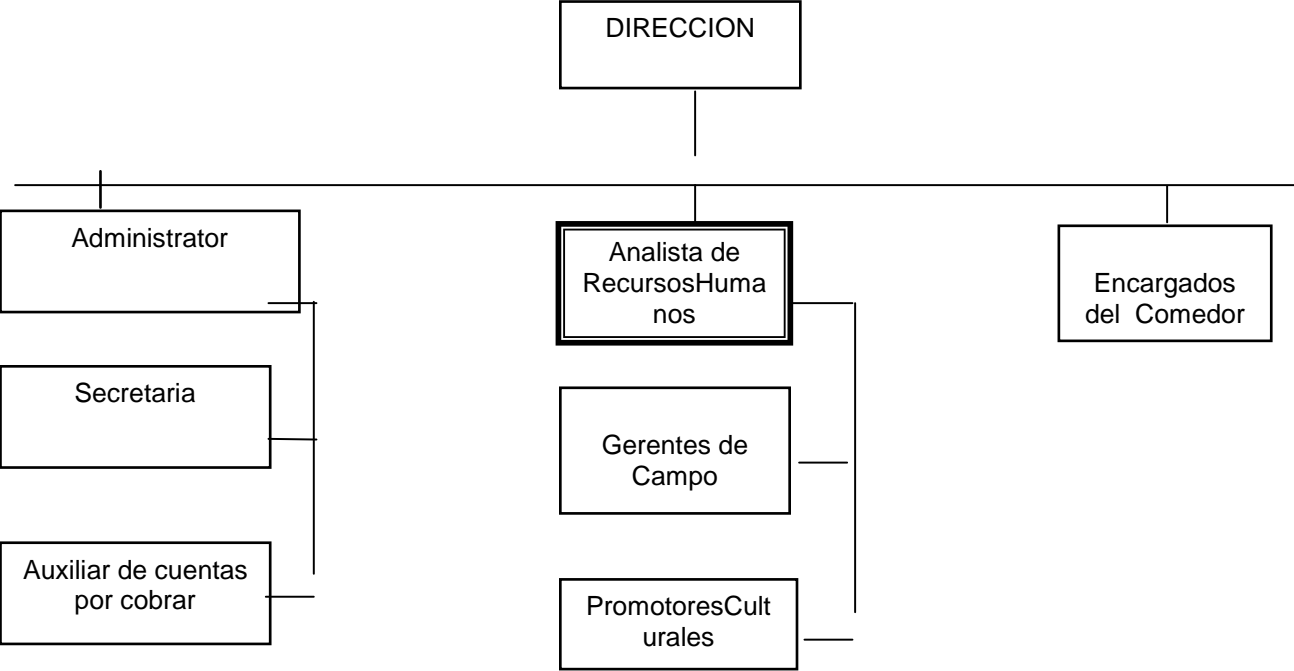 DIRECCION
Administrator
Analista de
RecursosHuma
nos
Encargados
del Comedor
Secretaria
Gerentes de
Campo
Auxiliar de cuentas
por cobrar
PromotoresCult
urales